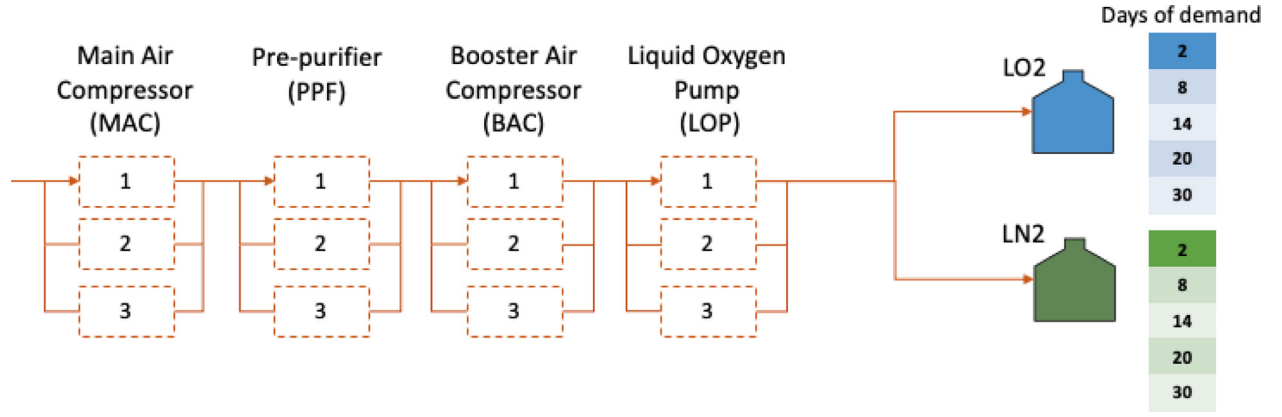 Days of demand
Main Air
Compressor
(MAC)
Pre-purifier
(PPF)
Booster Air
Compressor
(BAC)
Liquid Oxygen
Pump
(LOP)
1
2
3
1
2
3
1
2
3
1
2
3
LO2
2
8
14
20
30
LN2
2
8
14
20
30